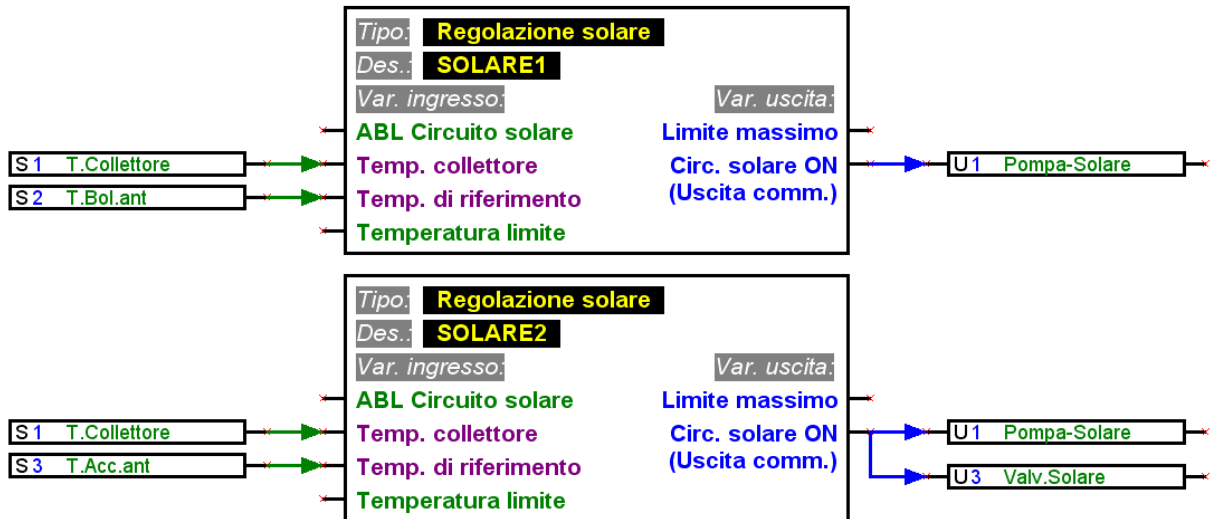 Tipo: Regolazione solare
Des.: SOLARE1
Var. ingresso: Var. uscita:
ABL Circuito solare Limite massimo
S 1 T.Collettore Temp. collettore Circ. solare ON U 1 Pompa-Solare
S 2 T.Bol.ant Temp. di riferimento (Uscita comm.)
Temperatura limite
Tipo: Regolazione solare
Des.: SOLARE2
Var. ingresso: Var. uscita:
ABL Circuito solare Limite massimo
S 1 T.Collettore Temp. collettore Circ. solare ON U 1 Pompa-Solare
S 3 T.Acc.ant Temp. di riferimento (Uscita comm.) U 3 Valv.Solare
Temperatura limite